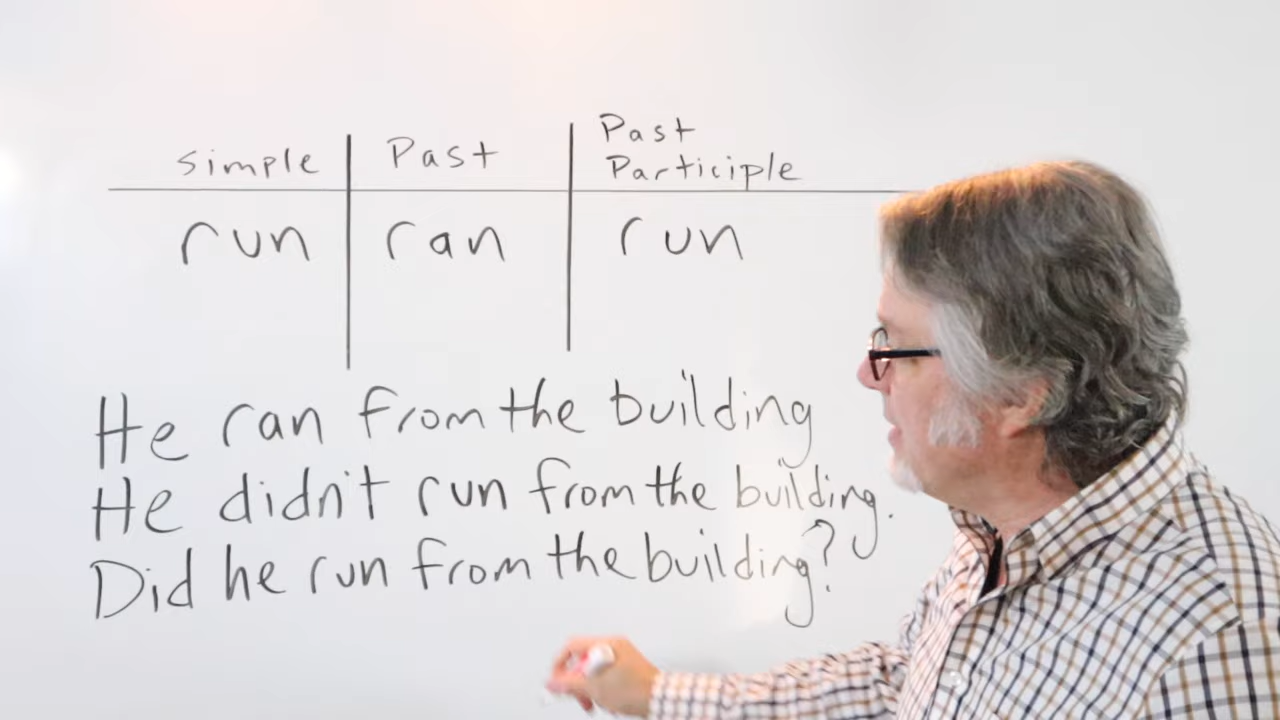 simple Past Past Participle
run ran run
He ran from the building
He didn't run from the building.
Did he run from the building?